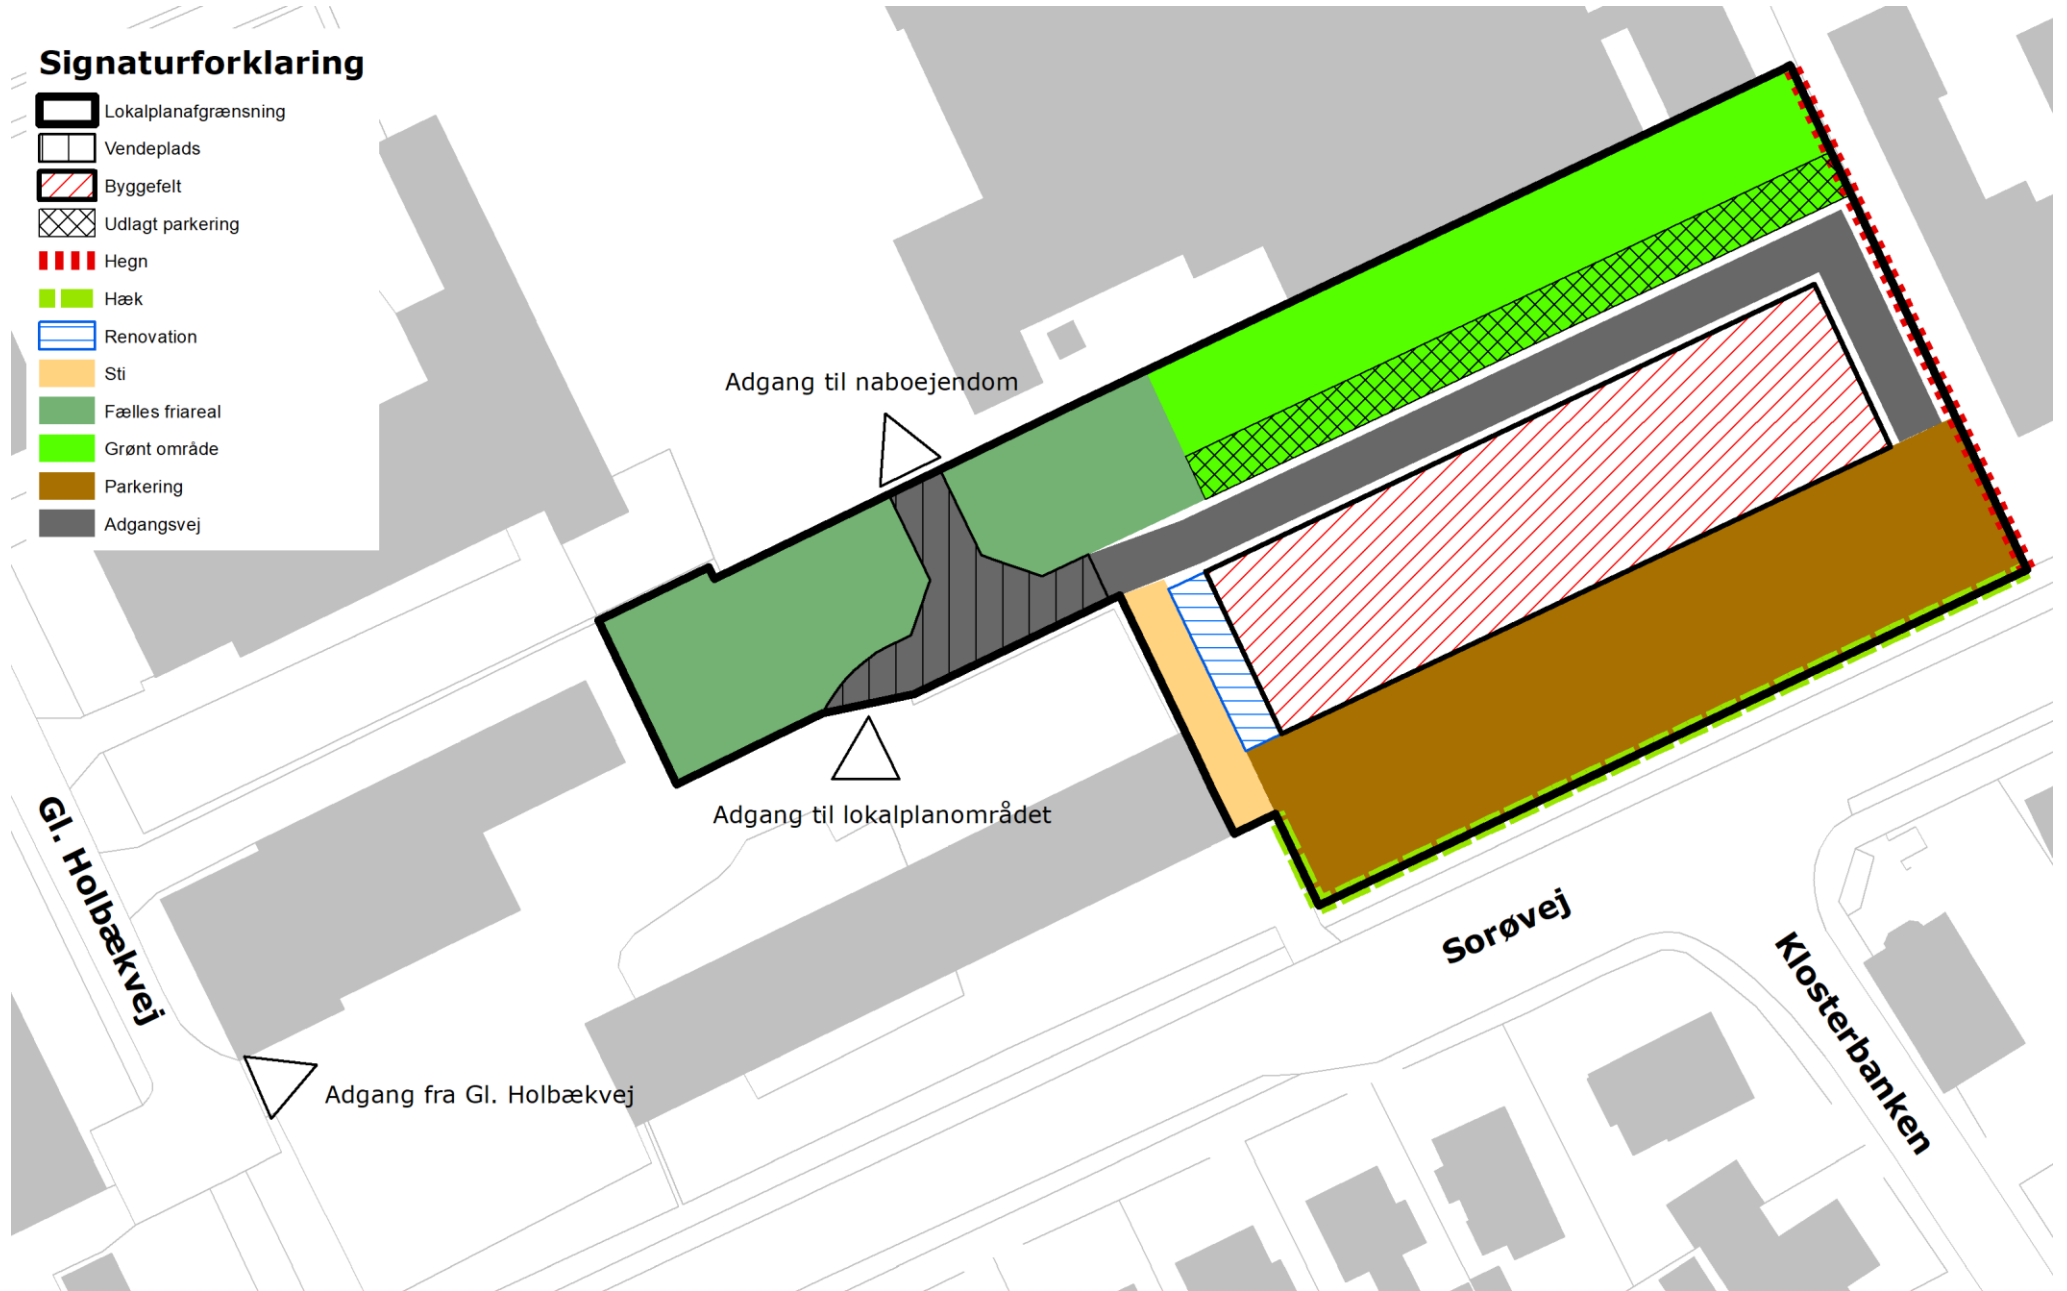 Signaturforklaring
Lokalplanafgrænsning
Vendeplads
Byggefelt
Udlagt parkering
Hegn
Hæk
Renovation
Sti
Fælles friareal
Grønt område
Parkering
Adgangsvej
Adgang til naboejendom
Adgang til lokalplanområdet
Gl. Holbækvej
Sorøvej
Klosterbanken
Adgang fra Gl. Holbækvej